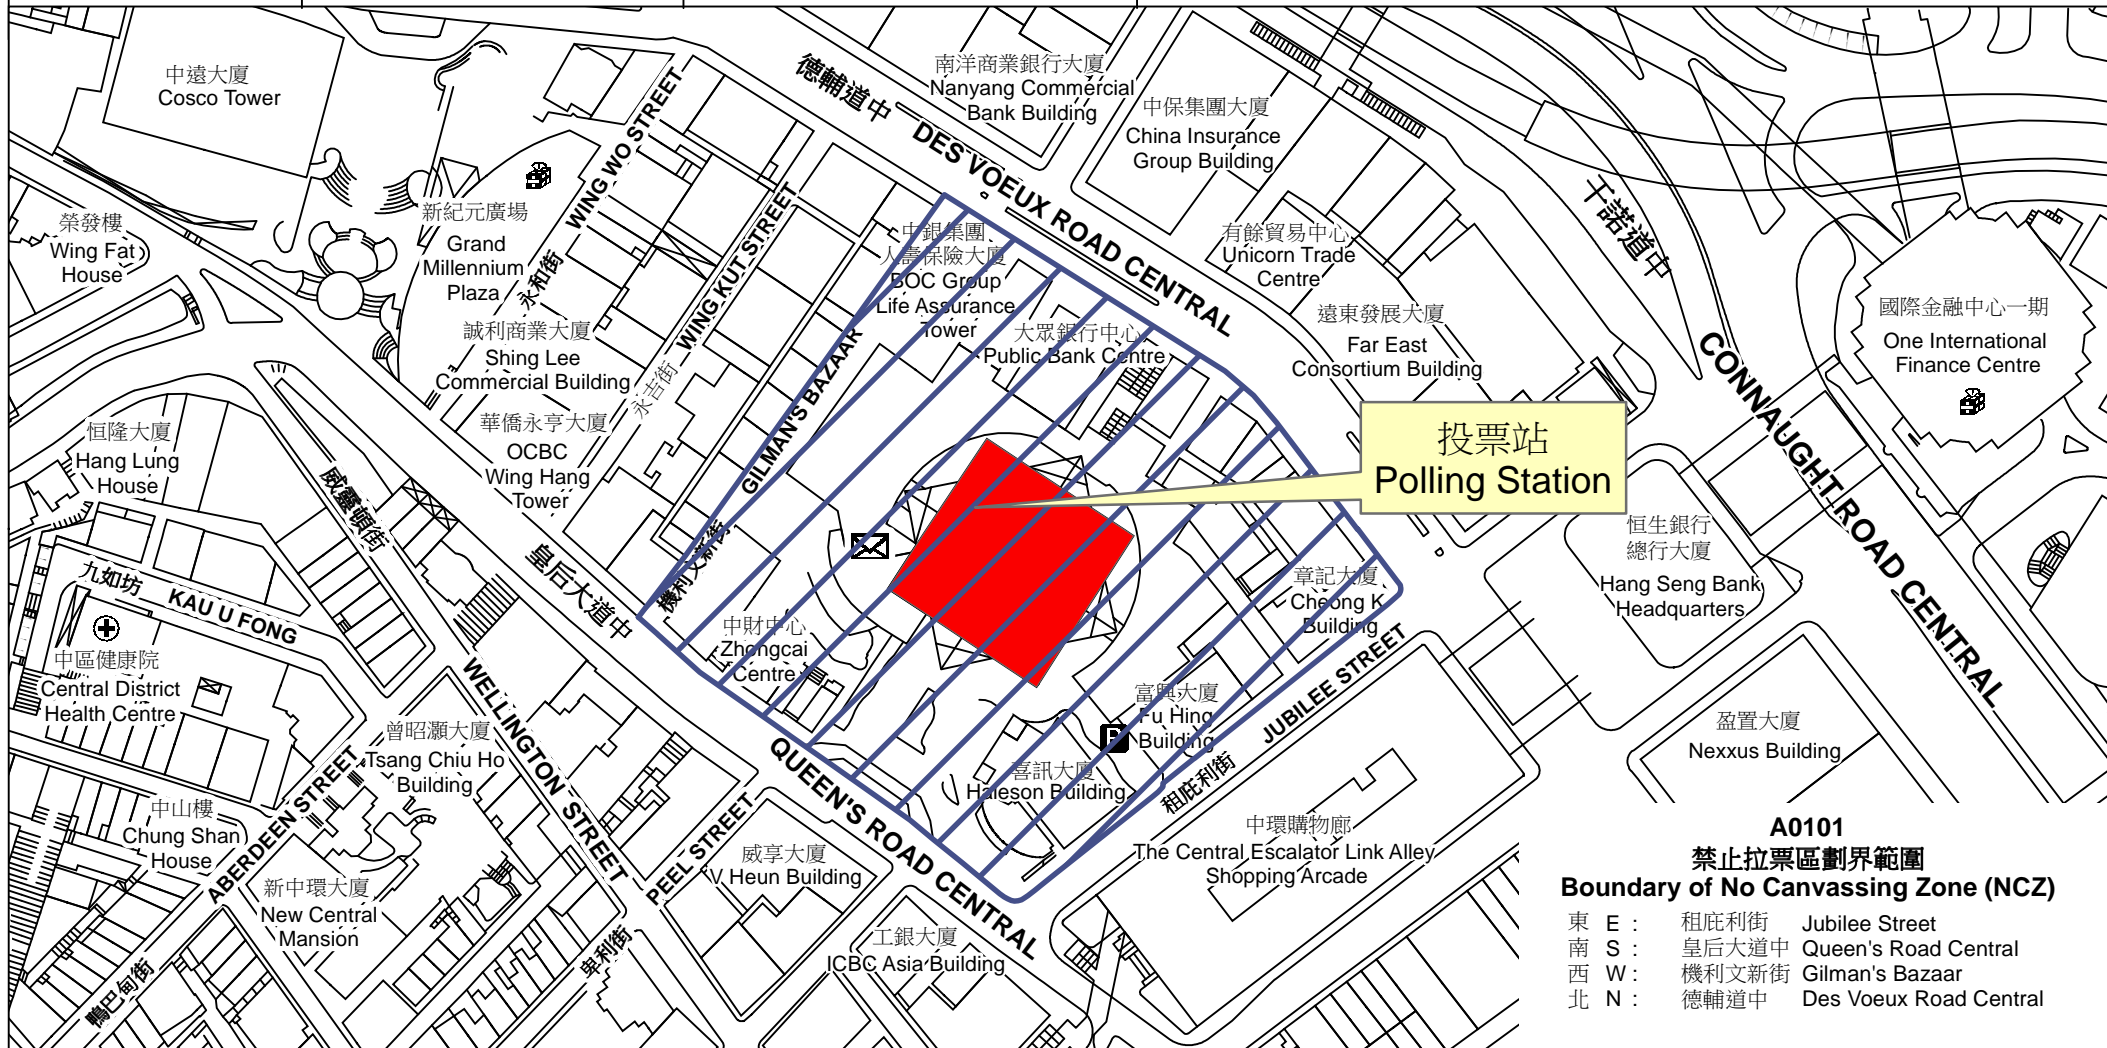 中遠大廈
Cosco Tower
南洋商業銀行大廈
Nanyang Commercial
Bank Building
中保集團大廈
China Insurance
Group Building
德輔道中
DES VOEUX ROAD CENTRAL
干諾道中
CONNAUGHT ROAD CENTRAL
榮發樓
Wing Fat
House
新紀元廣場
Grand
Millennium
Plaza
永和街
WING WO STREET
永吉街
WING KUT STREET
中銀集團
人壽保險大廈
BOC Group
Life Assurance
Tower
大眾銀行中心
Public Bank Centre
有餘貿易中心
Unicorn Trade
Centre
遠東發展大廈
Far East
Consortium Building
國際金融中心一期
One International
Finance Centre
誠利商業大廈
Shing Lee
Commercial Building
華僑永亨大廈
OCBC
Wing Hang
Tower
機利文新街
GILMAN'S BAZAAR
投票站
Polling Station
恒隆大廈
Hang Lung
House
威靈頓街
WELLINGTON STREET
皇后大道中
QUEEN'S ROAD CENTRAL
恒生銀行
總行大廈
Hang Seng Bank
Headquarters
章記大廈
Cheong K
Building
九如坊
KAU U FONG
中區健康院
Central District
Health Centre
中財中心
Zhongcai
Centre
富興大廈
Fu Hing
Building
P
喜訊大廈
Haleson Building
租庇利街
JUBILEE STREET
盈置大廈
Nexxus Building
曾昭灝大廈
Tsang Chiu Ho
Building
中山樓
Chung Shan
House
鴨巴甸街
ABERDEEN STREET
卑利街
PEEL STREET
新中環大廈
New Central
Mansion
威享大廈
V Heun Building
工銀大廈
ICBC Asia Building
中環購物廊
The Central Escalator Link Alley
Shopping Arcade
A0101
禁止拉票區劃界範圍
Boundary of No Canvassing Zone (NCZ)
東 E : 租庇利街 Jubilee Street
南 S : 皇后大道中 Queen's Road Central
西 W : 機利文新街 Gilman's Bazaar
北 N : 德輔道中 Des Voeux Road Central